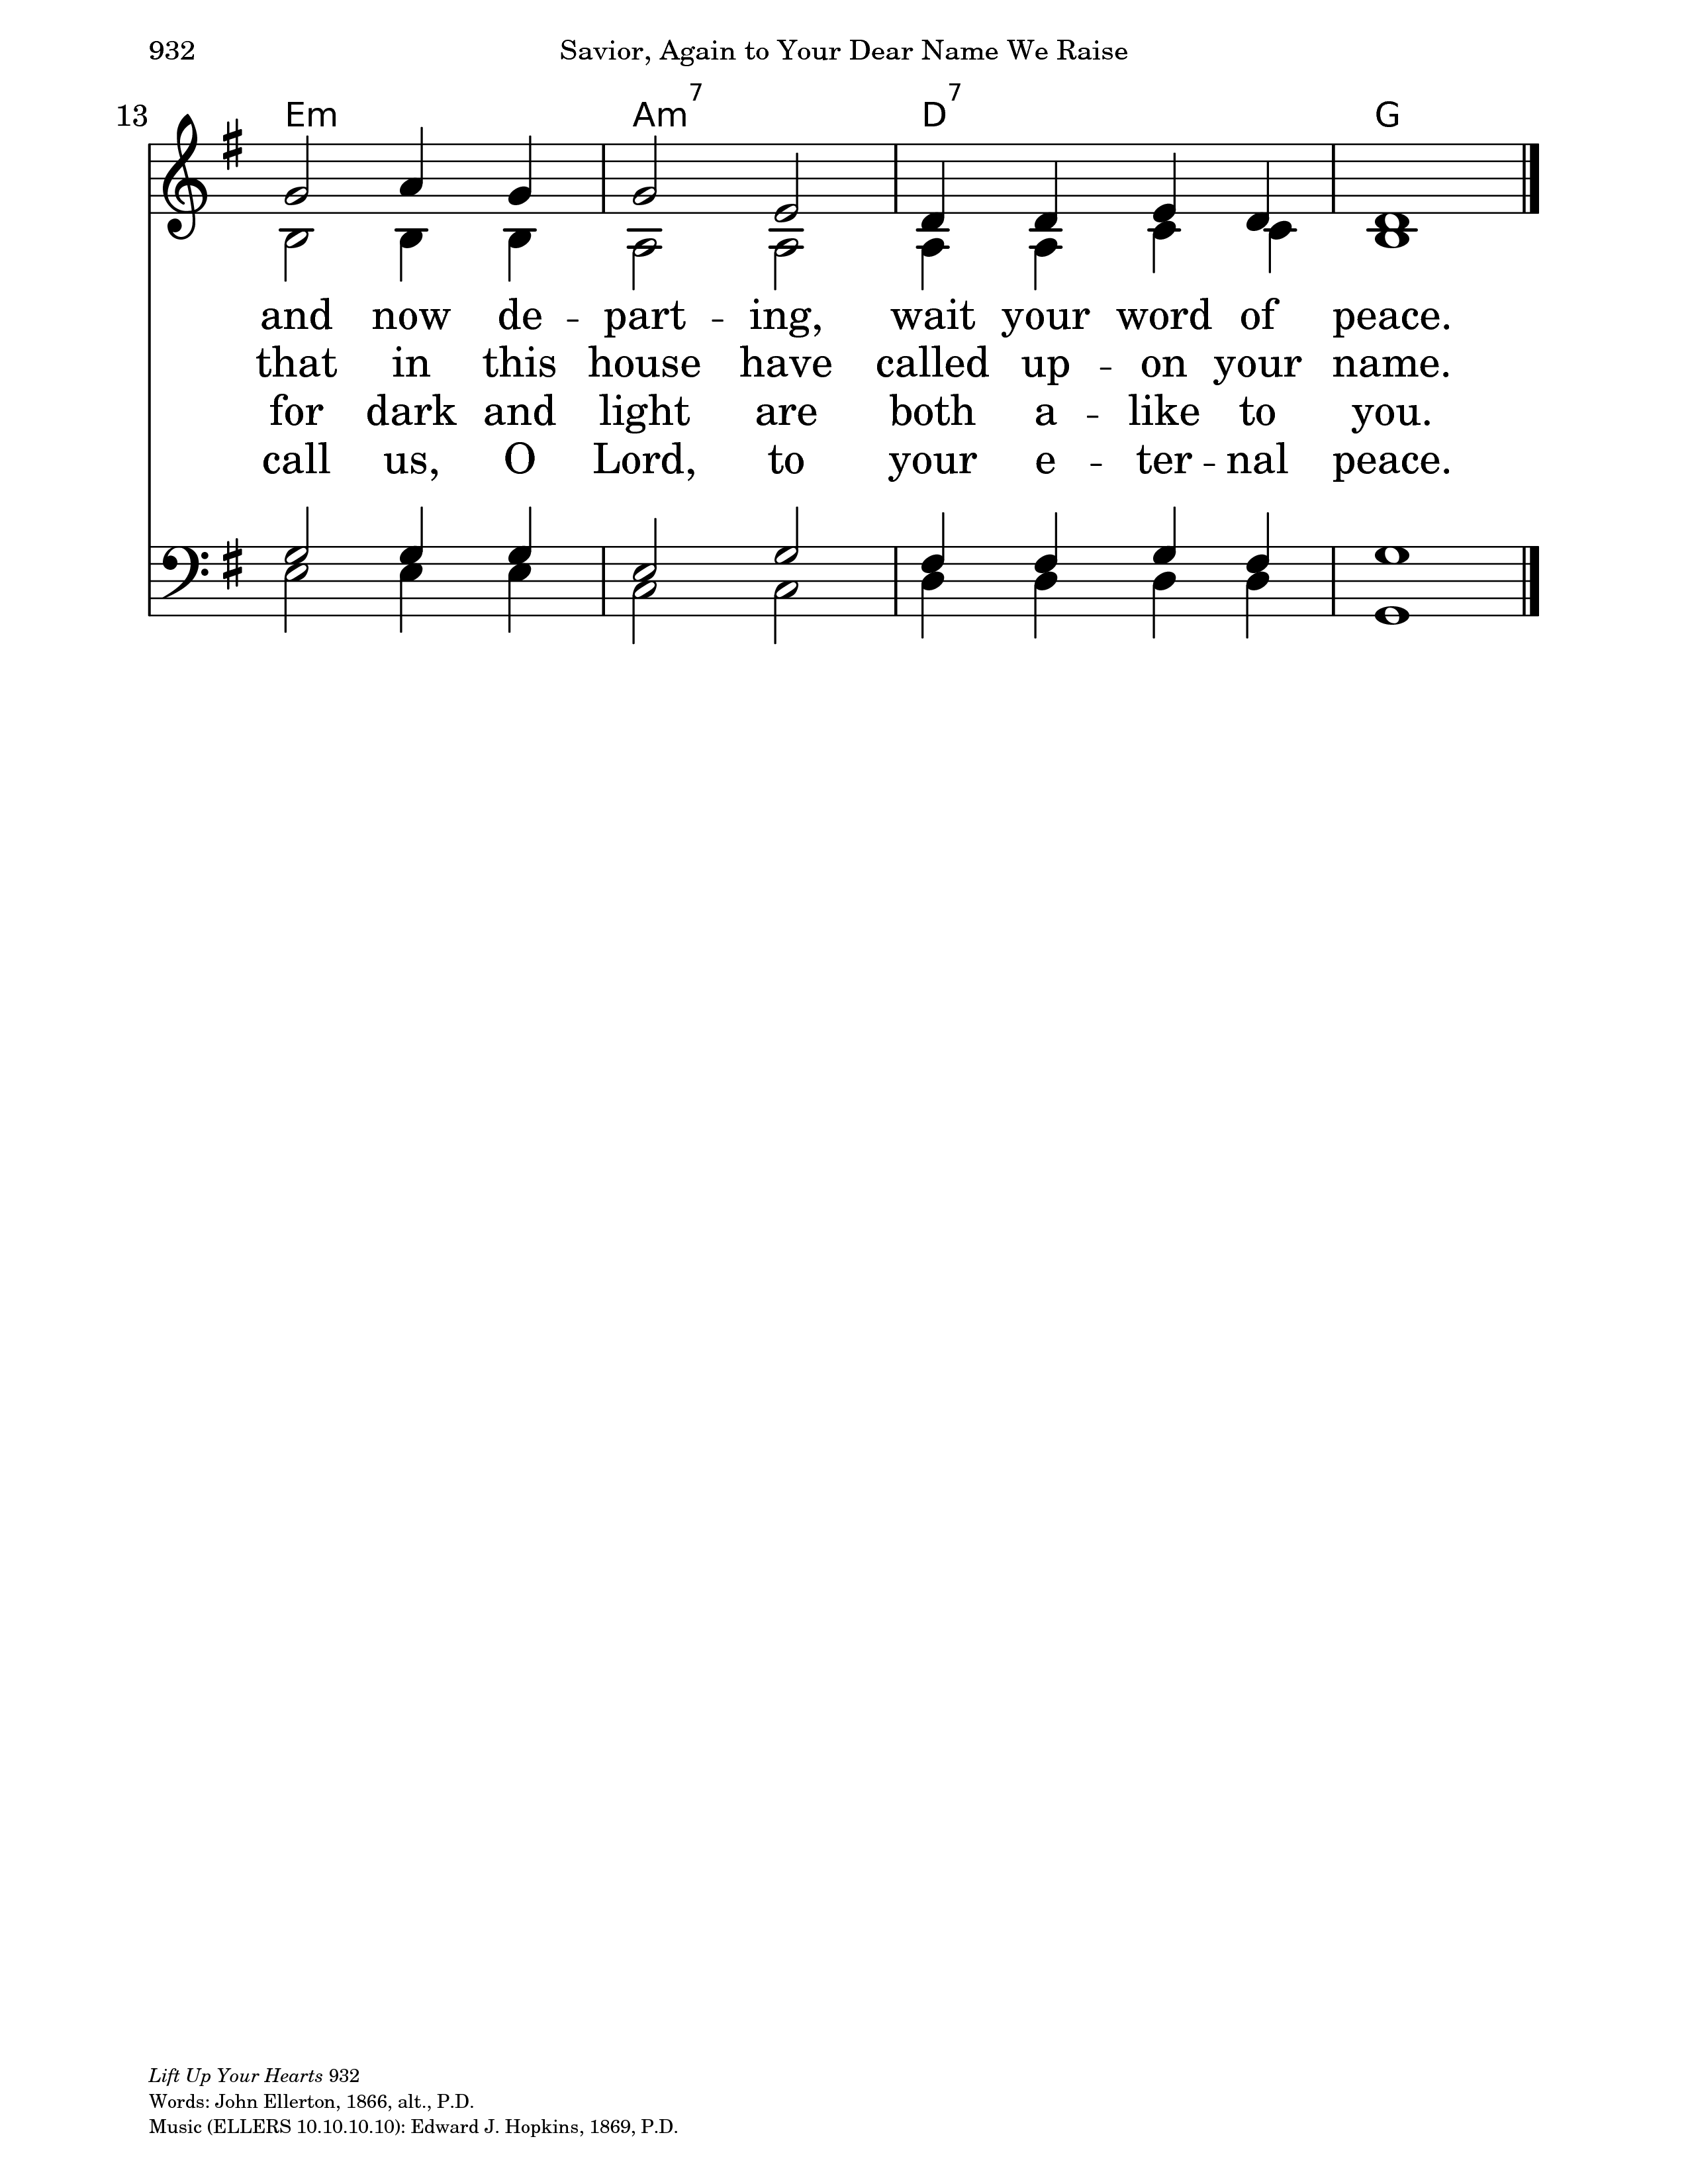 932 Savior, Again to Your Dear Name We Raise
13 Em Am7 D7 G
and now de -- part -- ing, wait your word of peace.
that in this house have called up -- on your name.
for dark and light are both a -- like to you.
call us, O Lord, to your e -- ter -- nal peace.
Lift Up Your Hearts 932
Words: John Ellerton, 1866, alt., P.D.
Music (ELLERS 10.10.10.10): Edward J. Hopkins, 1869, P.D.